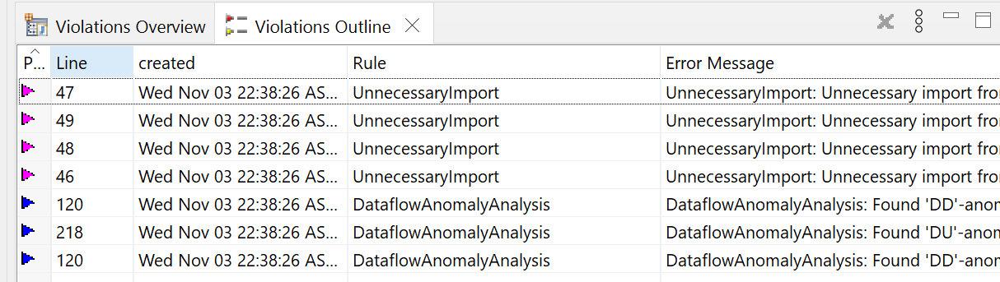 Violations Overview Violations Outline
P... Line created Rule Error Message
47 Wed Nov 03 22:38:26 AS... UnnecessaryImport UnnecessaryImport: Unnecessary import fro
49 Wed Nov 03 22:38:26 AS... UnnecessaryImport UnnecessaryImport: Unnecessary import fro
48 Wed Nov 03 22:38:26 AS... UnnecessaryImport UnnecessaryImport: Unnecessary import fro
46 Wed Nov 03 22:38:26 AS... UnnecessaryImport UnnecessaryImport: Unnecessary import fro
120 Wed Nov 03 22:38:26 AS... DataflowAnomalyAnalysis DataflowAnomalyAnalysis: Found 'DD'-anom
218 Wed Nov 03 22:38:26 AS... DataflowAnomalyAnalysis DataflowAnomalyAnalysis: Found 'DU'-anom
120 Wed Nov 03 22:38:26 AS... DataflowAnomalyAnalysis DataflowAnomalyAnalysis: Found 'DD'-anom